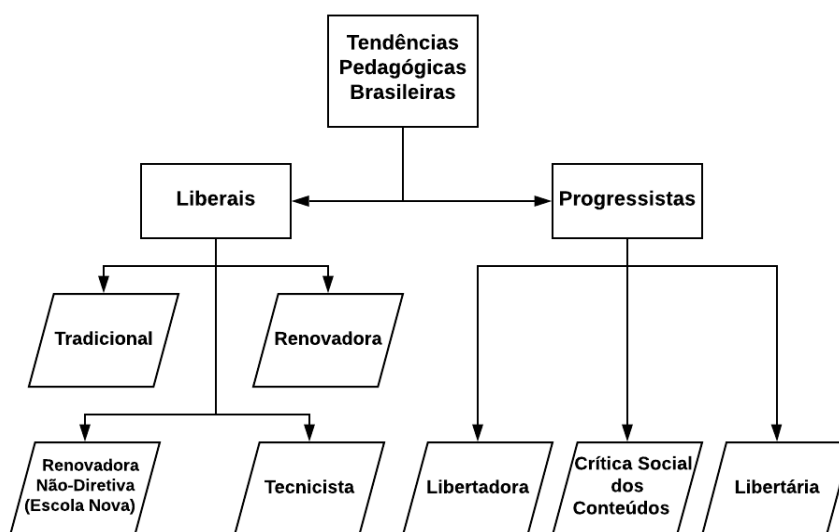 Tendências
Pedagógicas
Brasileiras
Liberais
Progressistas
Tradicional
Renovadora
Renovadora
Não-Diretiva
(Escola Nova)
Tecnicista
Libertadora
Crítica Social
dos
Conteúdos
Libertária